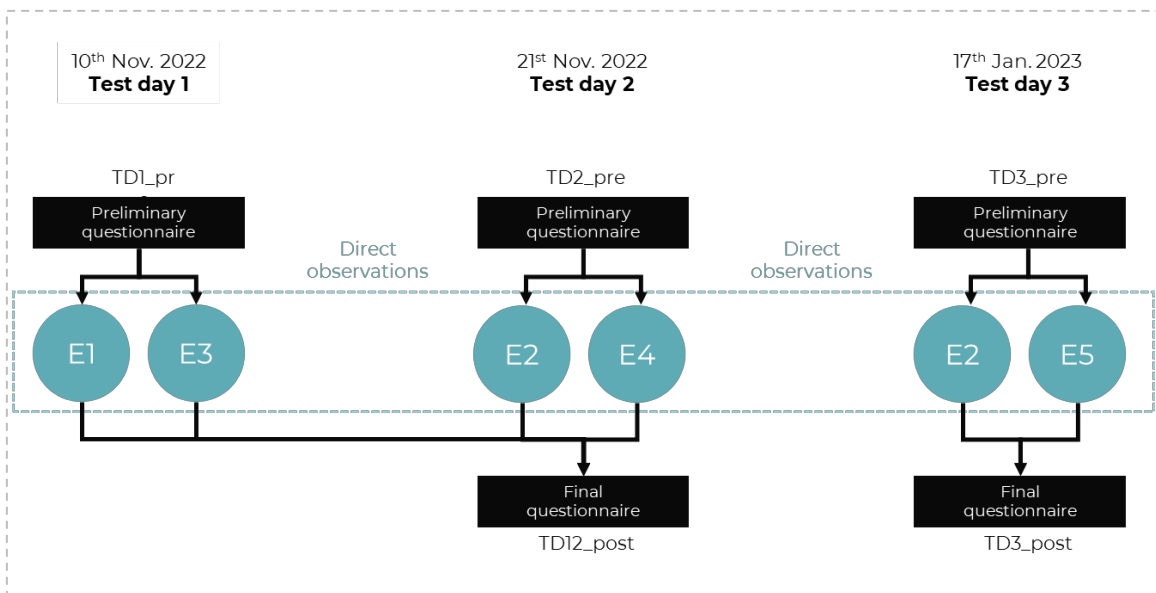 10th Nov. 2022
Test day 1
21st Nov. 2022
Test day 2
17th Jan. 2023
Test day 3
TD1_pr
TD2_pre
TD3_pre
Preliminary
questionnaire
Preliminary
questionnaire
Preliminary
questionnaire
Direct
observations
Direct
observations
E1
E3
E2
E4
E2
E5
Final
questionnaire
Final
questionnaire
TD12_post
TD3_post